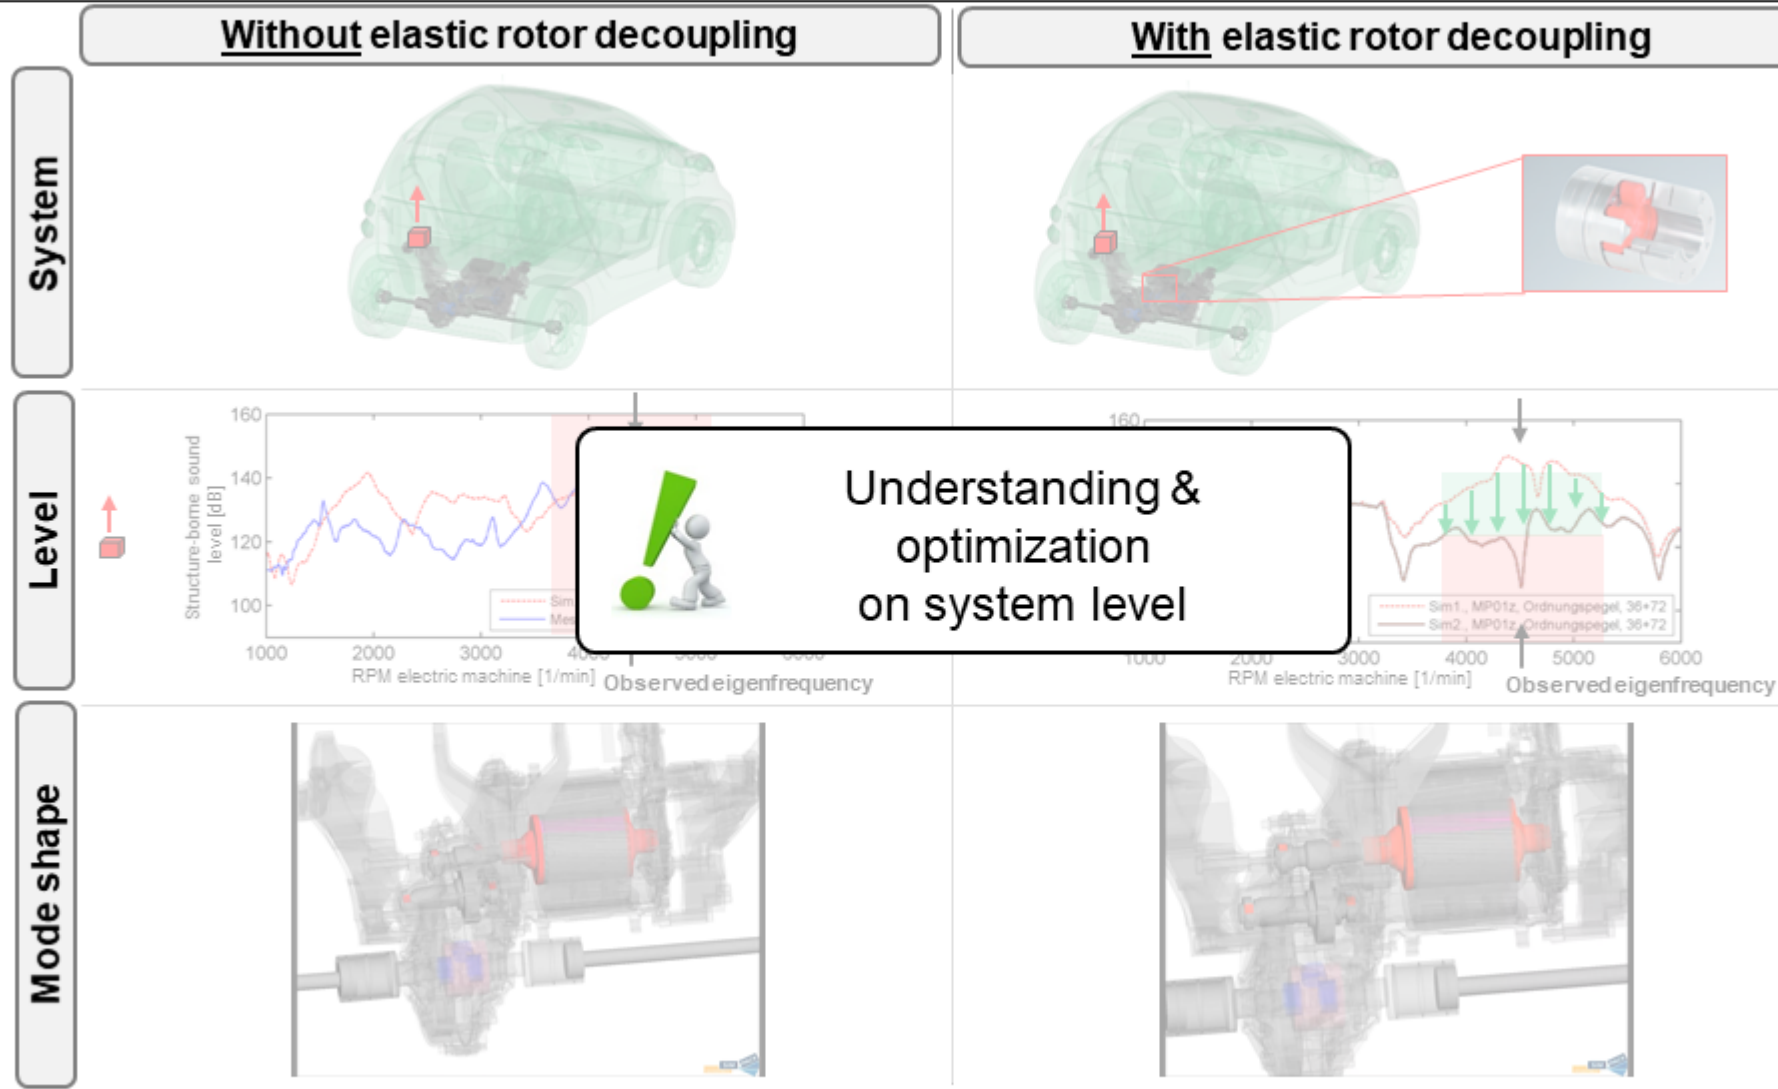 Without elastic rotor decoupling
With elastic rotor decoupling
System
Level
Structure-borne sound
level [dB]
160
140
120
100
1000
2000
3000
RPM electric machine [1/min]
Observed eigenfrequency
Understanding &
optimization
on system level
160
Sim1., MP01z, Ordnungspegel, 36+72
Sim2., MP01z, Ordnungspegel, 36+72
1000
2000
3000
4000
5000
6000
RPM electric machine [1/min]
Observed eigenfrequency
Mode shape